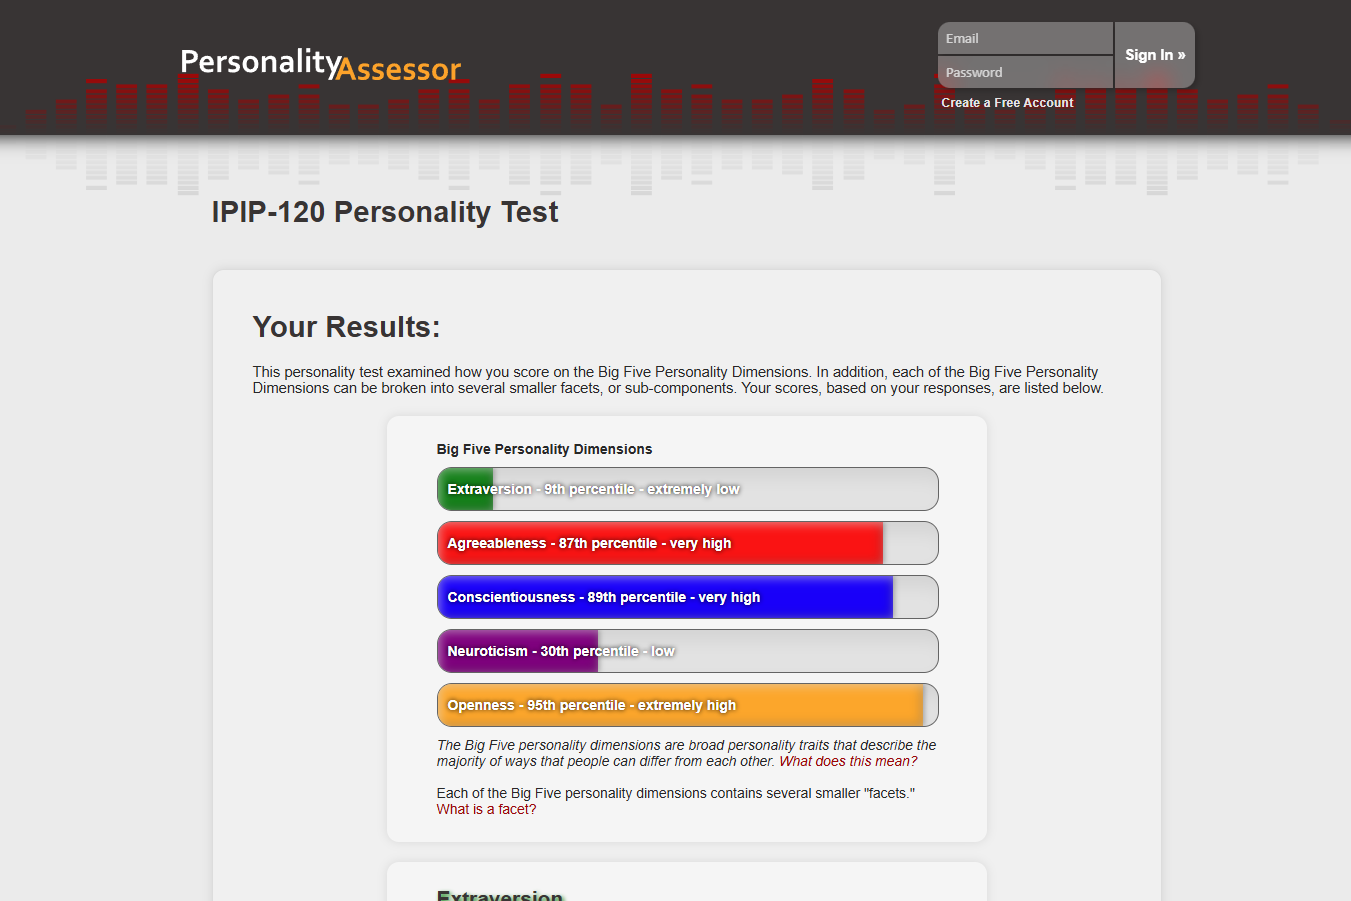 PersonalityAssessor
Email
Password
Sign In »
Create a Free Account
IPIP-120 Personality Test
Your Results:
This personality test examined how you score on the Big Five Personality Dimensions. In addition, each of the Big Five Personality
Dimensions can be broken into several smaller facets, or sub-components. Your scores, based on your responses, are listed below.
Big Five Personality Dimensions
Extraversion - 9th percentile - extremely low
Agreeableness - 87th percentile - very high
Conscientiousness - 89th percentile - very high
Neuroticism - 30th percentile - low
Openness - 95th percentile - extremely high
The Big Five personality dimensions are broad personality traits that describe the
majority of ways that people can differ from each other. What does this mean?
Each of the Big Five personality dimensions contains several smaller "facets."
What is a facet?
Extraversion